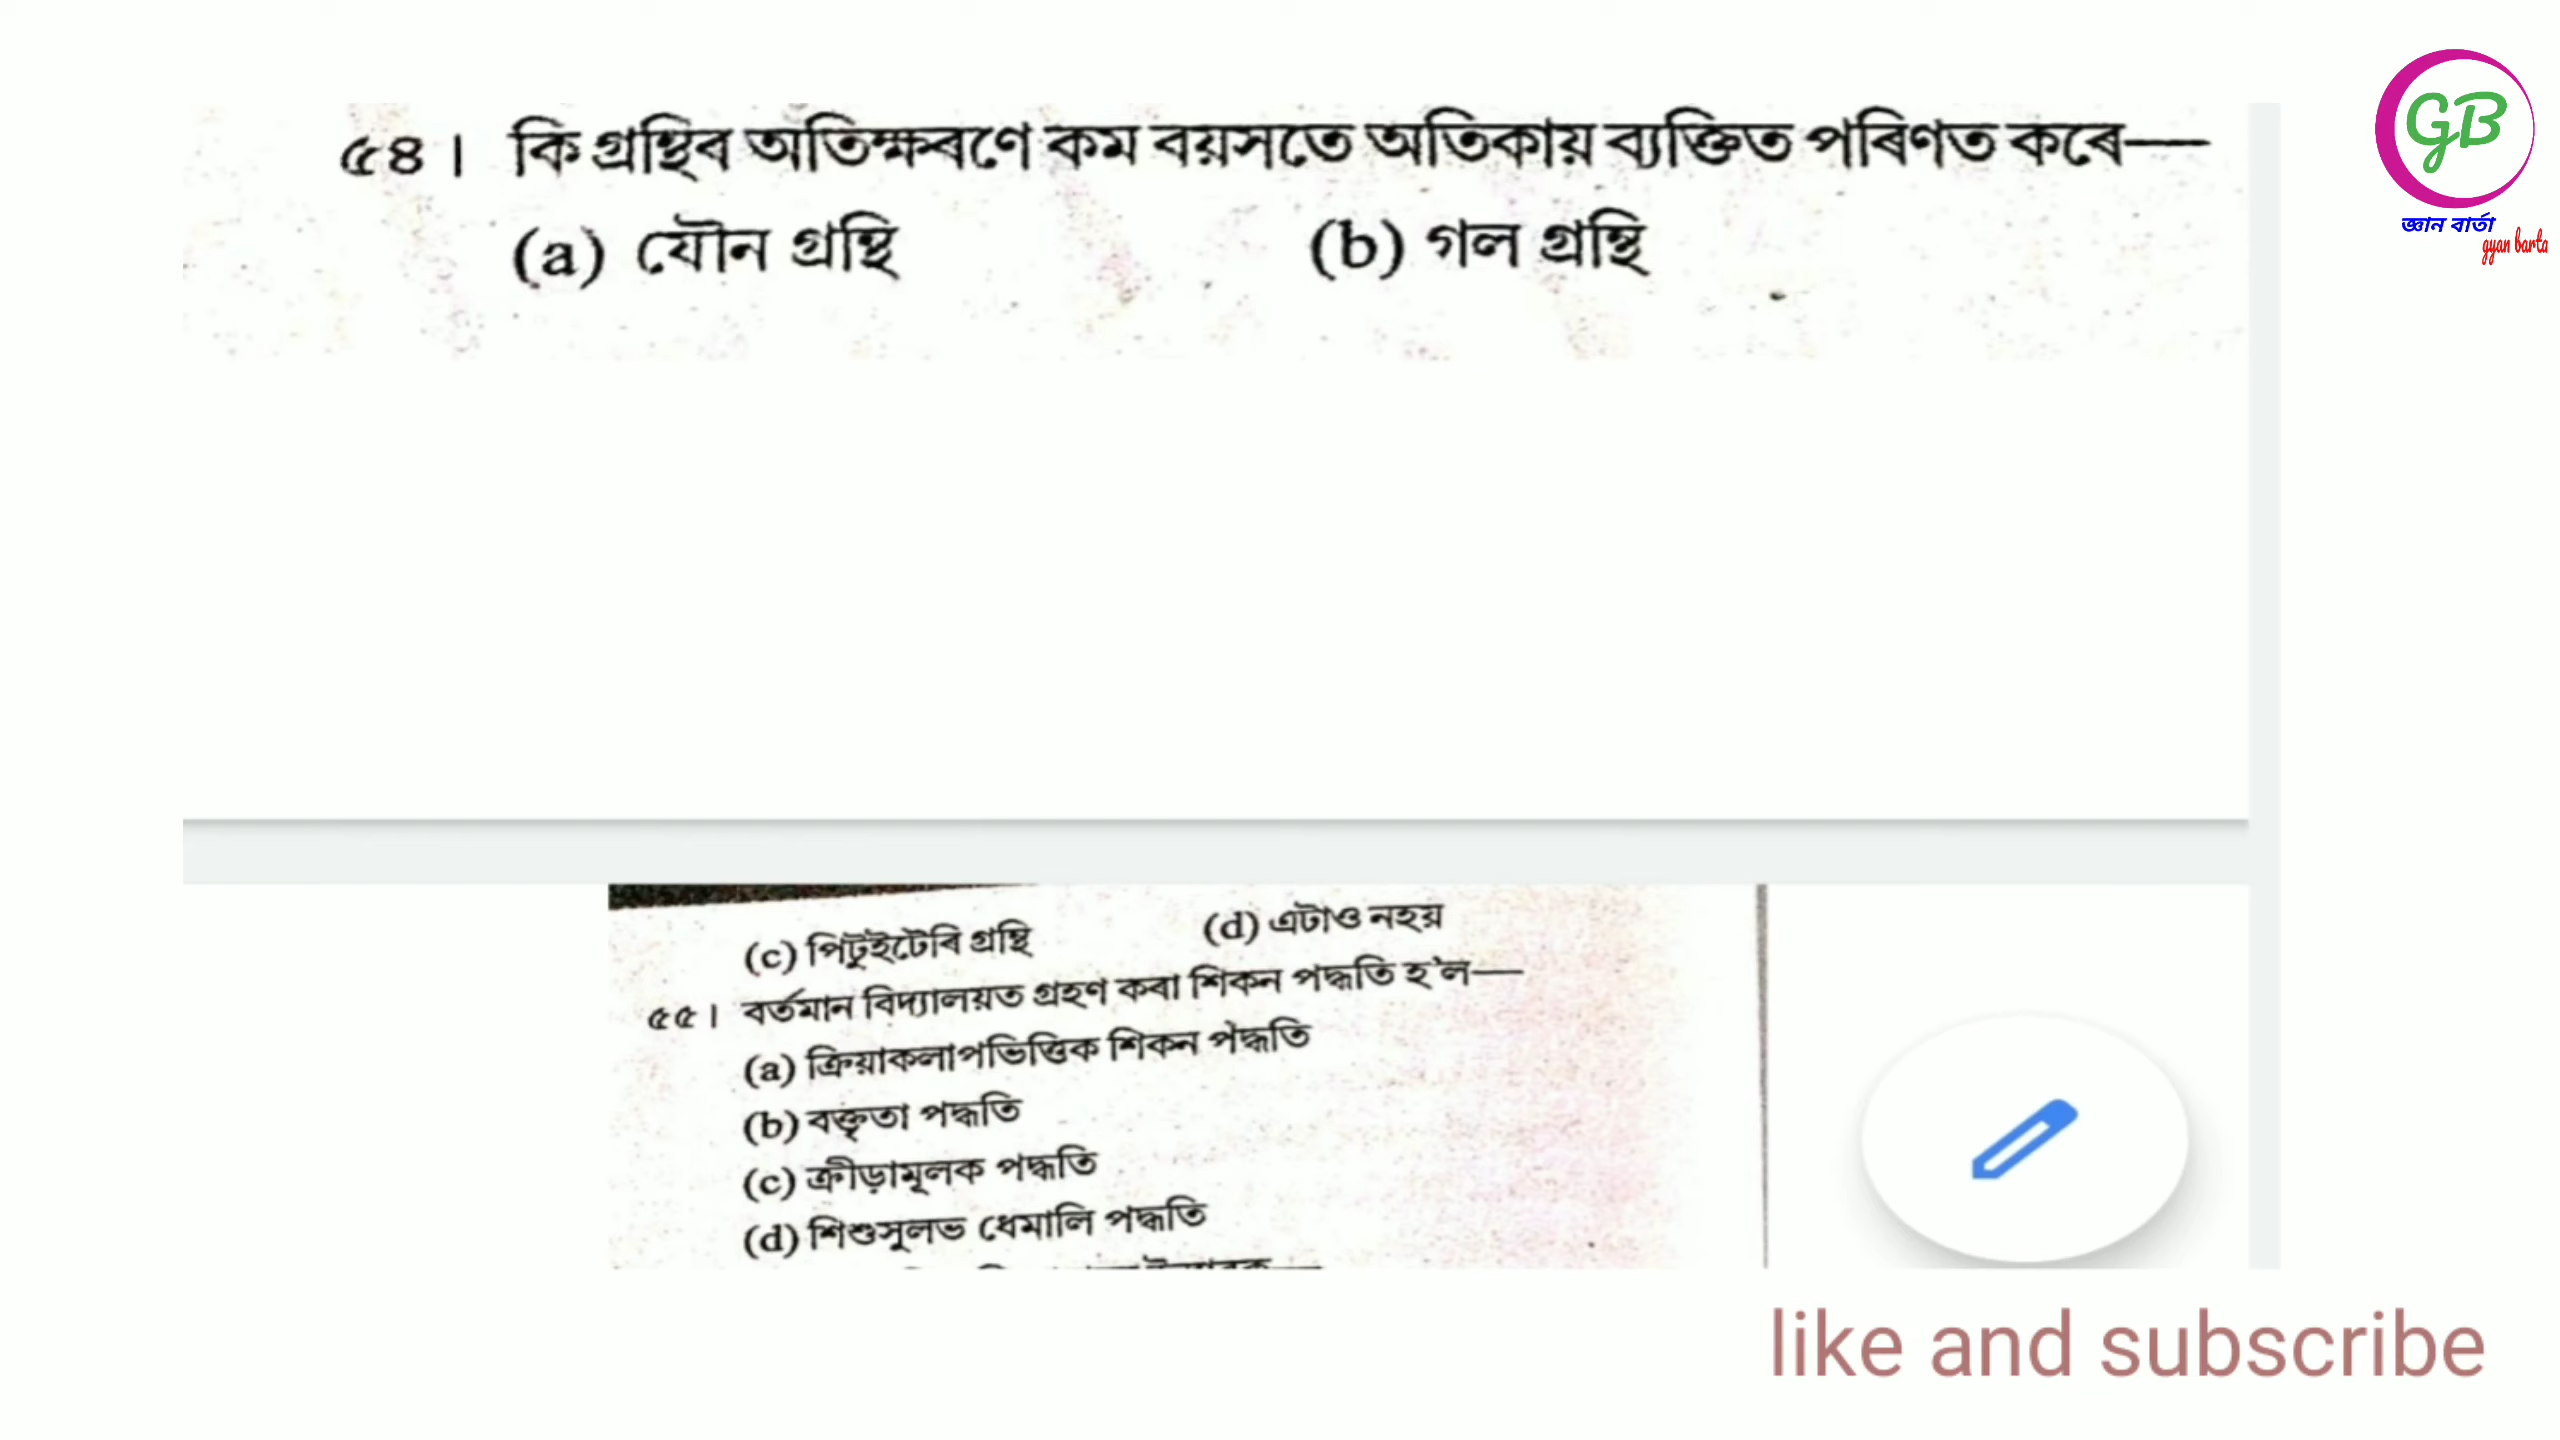 ৫৪। কি গ্ৰন্থিৰ অতিক্ষৰণে কম বয়সতে অতিকায় ব্যক্তিত পৰিণত কৰে—
(a) যৌন গ্ৰন্থি (b) গল গ্ৰন্থি
(c) পিটুইটেৰি গ্ৰন্থি (d) এটাও নহয়
৫৫। বৰ্তমান বিদ্যালয়ত গ্ৰহণ কৰা শিকন পদ্ধতি হ'ল—
(a) ক্ৰিয়াকলাপভিত্তিক শিকন পদ্ধতি
(b) বক্তৃতা পদ্ধতি
(c) ক্ৰীড়ামূলক পদ্ধতি
(d) শিশুসুলভ ধেমালি পদ্ধতি
GB
জ্ঞান বাৰ্তা
gyan barta
like and subscribe